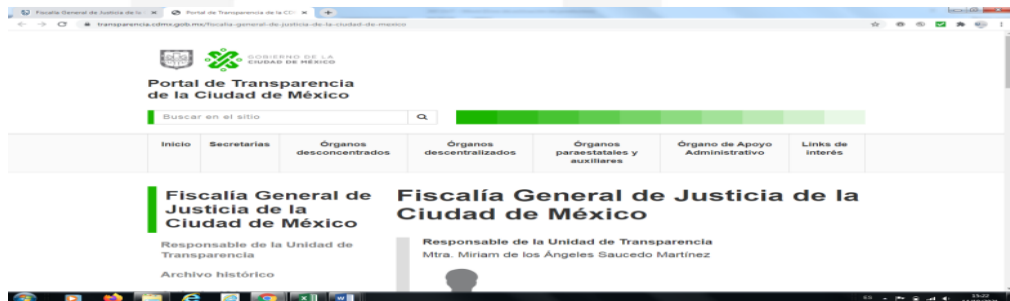 Fiscalía General de Justicia de la
Portal de Transparencia de la CD
transparencia.cdmx.gob.mx/fiscalia-general-de-justicia-de-la-ciudad-de-mexico
GOBIERNO DE LA
CIUDAD DE MÉXICO
Portal de Transparencia
de la Ciudad de México
Buscar en el sitio
Inicio
Secretarías
Órganos
desconcentrados
Órganos
descentralizados
Órganos
paraestatales y
auxiliares
Órgano de Apoyo
Administrativo
Links de
interés
Fiscalía General de
Justicia de la
Ciudad de México
Responsable de la Unidad de
Transparencia
Archivo histórico
Fiscalía General de Justicia de la
Ciudad de México
Responsable de la Unidad de Transparencia
Mtra. Miriam de los Ángeles Saucedo Martínez
ES
15:22